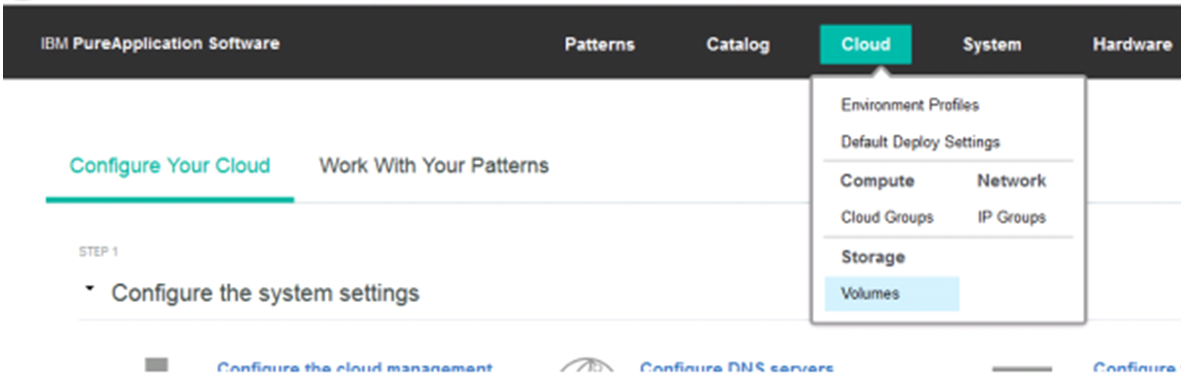 IBM PureApplication Software Patterns Catalog Cloud System Hardware
Environment Profiles
Default Deploy Settings
Configure Your Cloud Work With Your Patterns
Compute Network
Cloud Groups IP Groups
STEP 1
Storage
Configure the system settings
Volumes
Configure the cloud management Configure DNS servers Configure